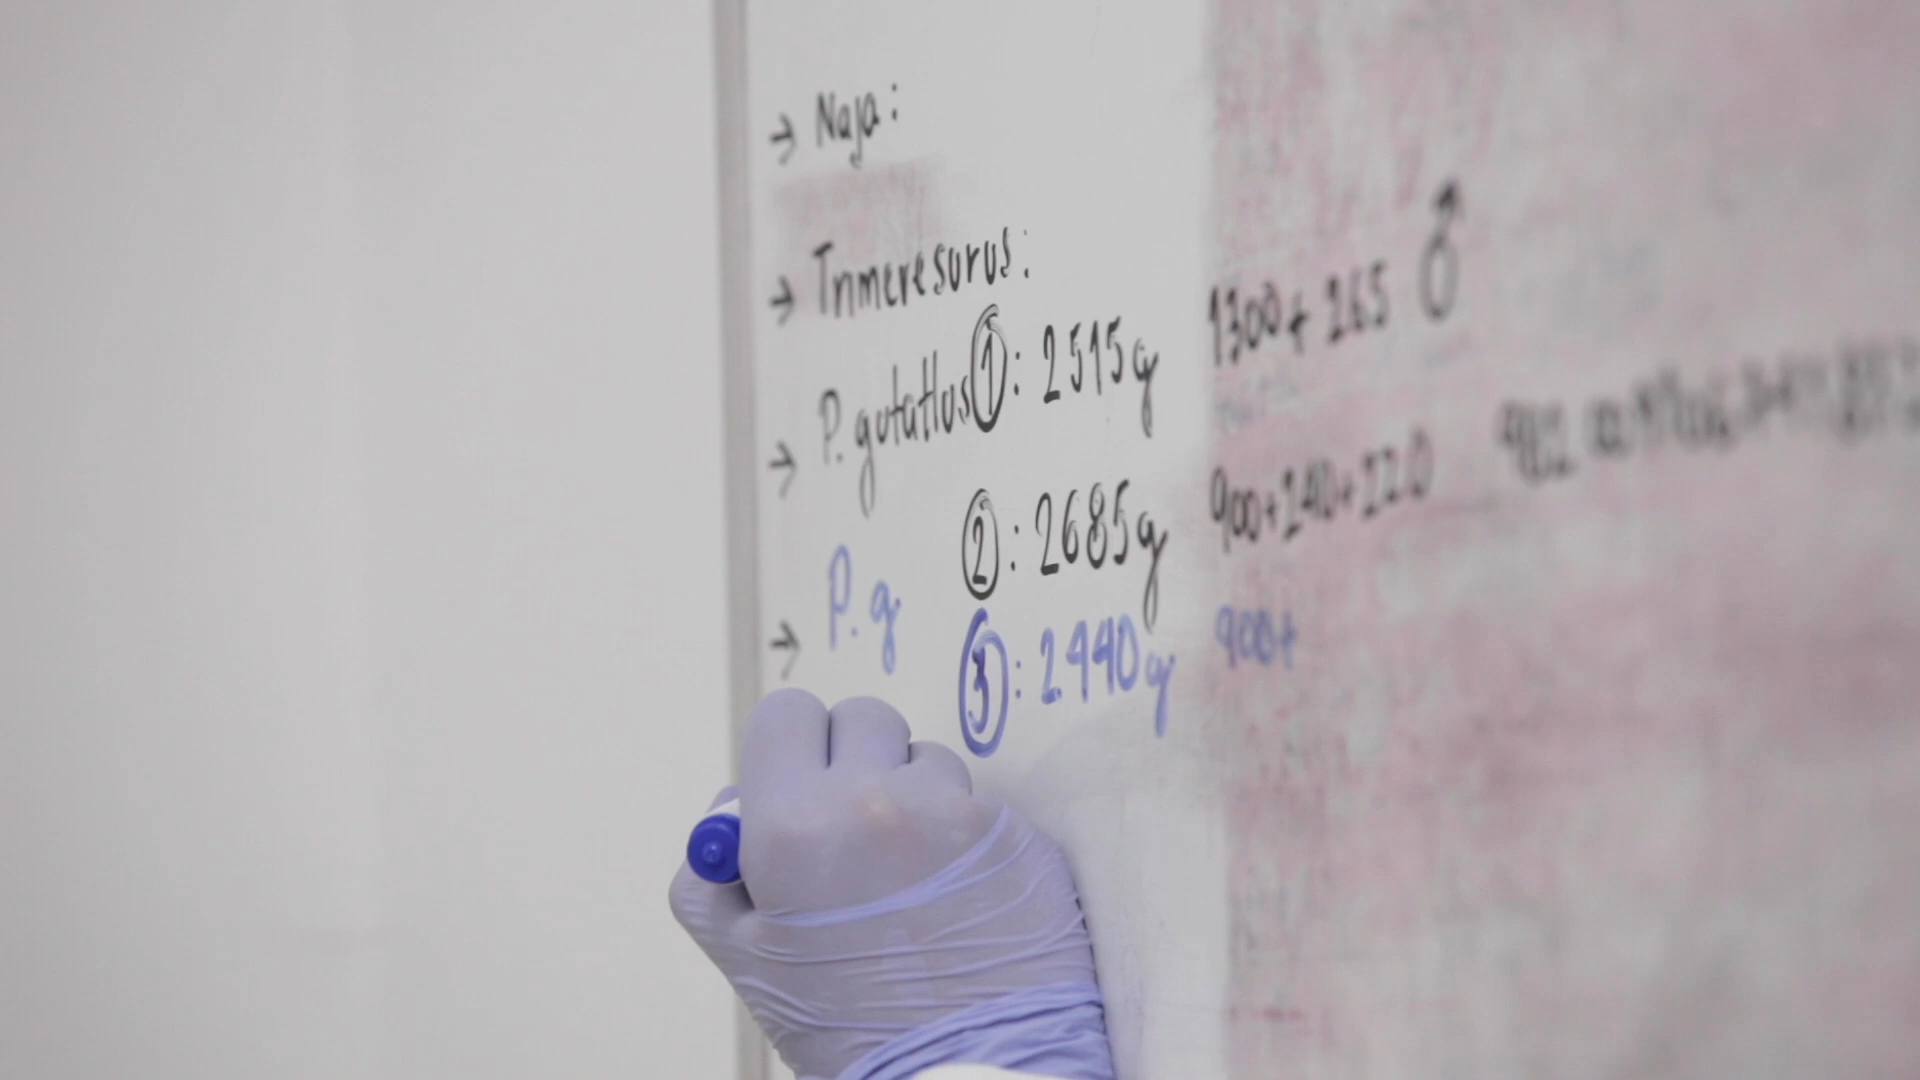 → Naja:
→ Trimeresurus:
→ P. gutattus ①: 2515g 1300+265 ♂
②: 2685g 900+240+220
→ P.g ③: 2440g 900+